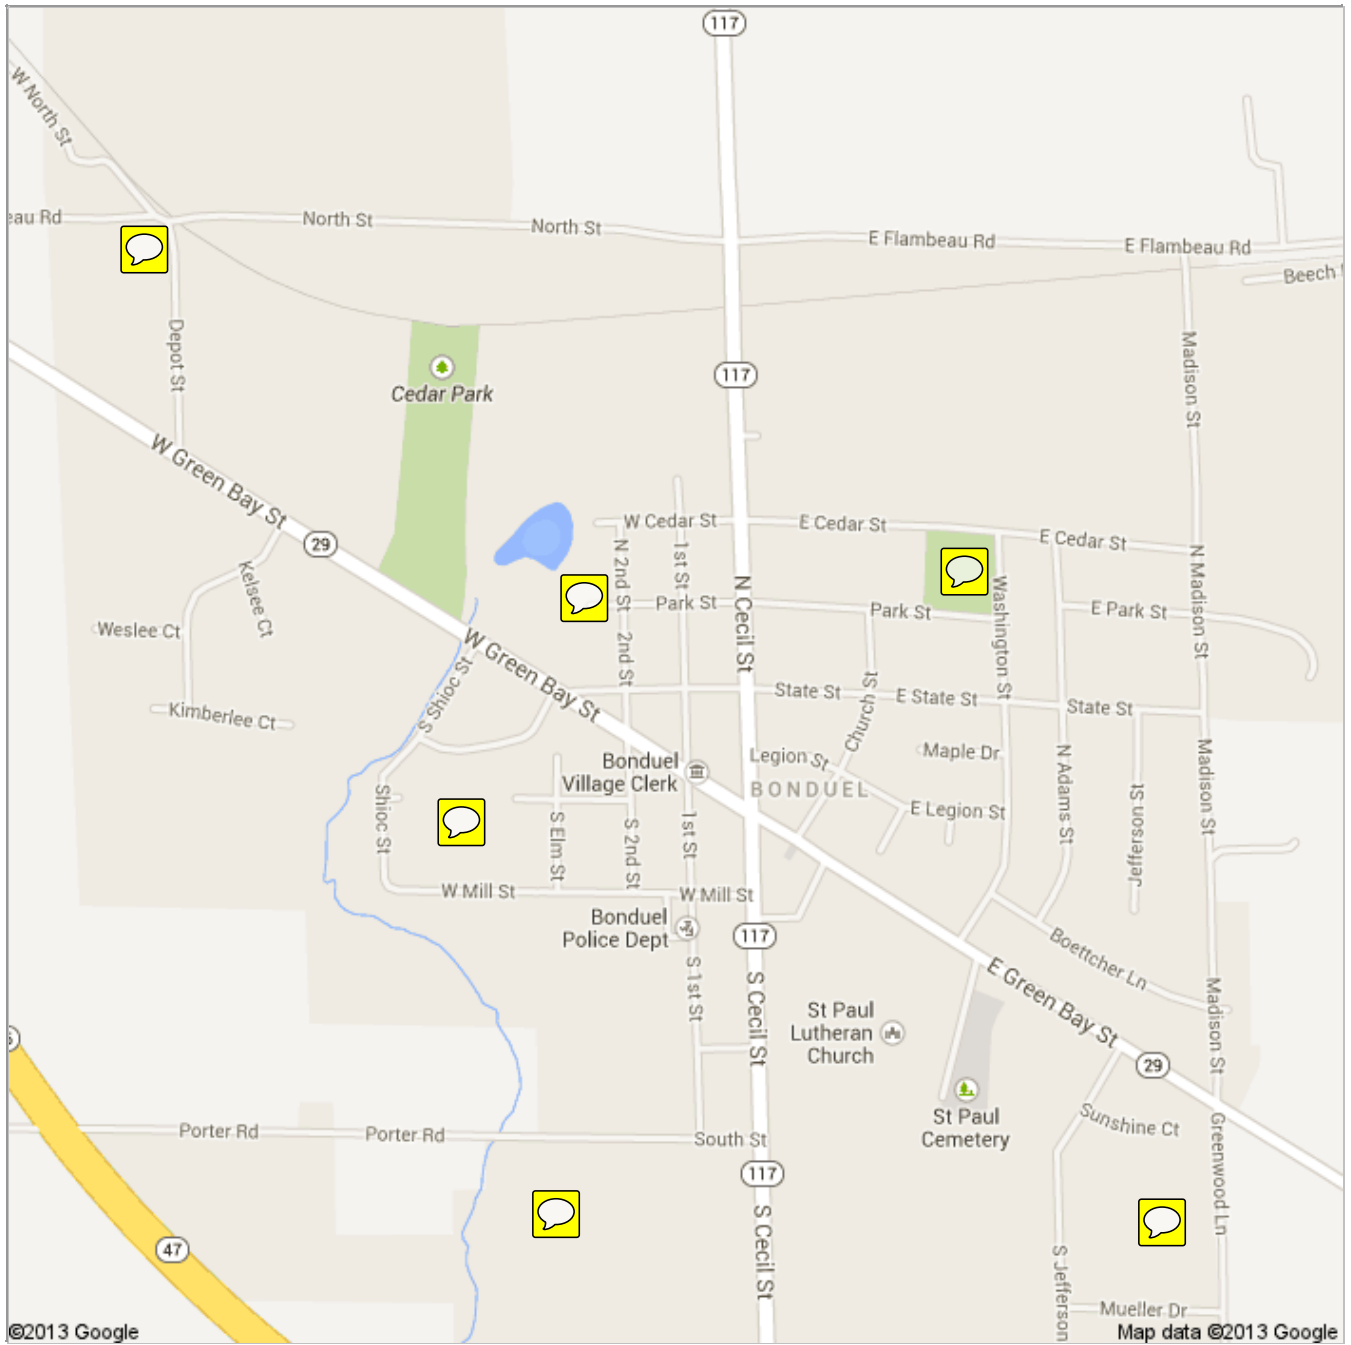 117
W North St
eau Rd
North St
North St
E Flambeau Rd
E Flambeau Rd
Beech
Depot St
Madison St
117
Cedar Park
W Green Bay St
29
W Cedar St
E Cedar St
E Cedar St
N 2nd St
1st St
N Cecil St
Washington St
N Madison St
Kelsee Ct
Park St
Park St
E Park St
Weslee Ct
2nd St
W Green Bay St
S Shioc St
Church St
State St
E State St
State St
Kimberlee Ct
Legion St
Maple Dr
N Adams St
Madison St
Bonduel
Village Clerk
BONDUEL
Shioc St
S Elm St
S 2nd St
1st St
E Legion St
Jefferson St
W Mill St
W Mill St
Bonduel
Police Dept
117
Boettcher Ln
S 1st St
S Cecil St
E Green Bay St
Madison St
St Paul
Lutheran
Church
29
St Paul
Cemetery
Sunshine Ct
Greenwood Ln
Porter Rd
Porter Rd
South St
117
47
S Cecil St
S Jefferson
Mueller Dr
©2013 Google
Map data ©2013 Google